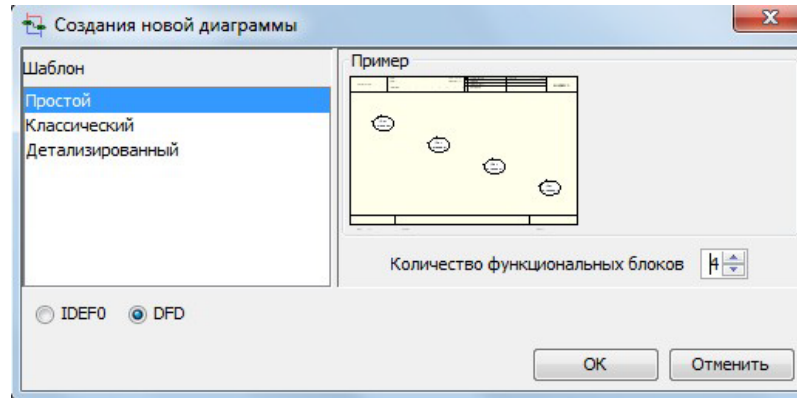 Создания новой диаграммы
Шаблон
Простой
Классический
Детализированный
Пример
Количество функциональных блоков 4
IDEF0 DFD
OK Отменить